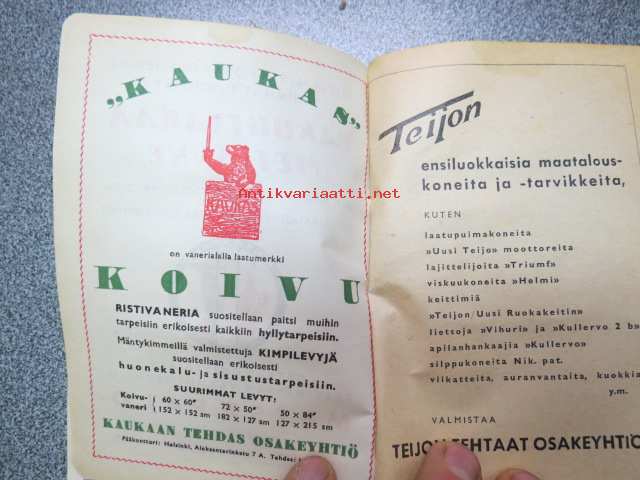 „KAUKAS"
Antikvariaatti.net
on vanerialalla laatumerkki
KOIVU
RISTIVANERIA suositellaan paitsi muihin
tarpeisiin erikoisesti kaikkiin hyllytarpeisiin.
Mäntykimmeillä valmistettuja KIMPILEVYJÄ
suositellaan erikoisesti
huonekalu- ja sisustustarpeisiin.
SUURIMMAT LEVYT:
Koivu- 60 × 60" 72 × 50" 50 × 84"
vaneri 152 × 152 sm 182 × 127 sm 127 × 215 sm
KAUKAAN TEHDAS OSAKEYHTIÖ
Pääkonttori: Helsinki, Aleksanterinkatu 7 A. Tehdas:
Teijon
ensiluokkaisia maatalous-
koneita ja -tarvikkeita,
KUTEN
laatupuimakoneita
»Uusi Teijo» moottoreita
lajittelijoita »Triumf»
viskuukoneita »Helmi»
keittimiä
»Teijon/Uusi Ruokakeitin»
liettoja »Vihuri» ja »Kullervo 2 b»
apilanhankaajia »Kullervo»
silppukoneita Nik. pat.
viikatteita, auranvantaita, kuokkia
y.m.
VALMISTAA
TEIJON TEHTAAT OSAKEYHTIÖ